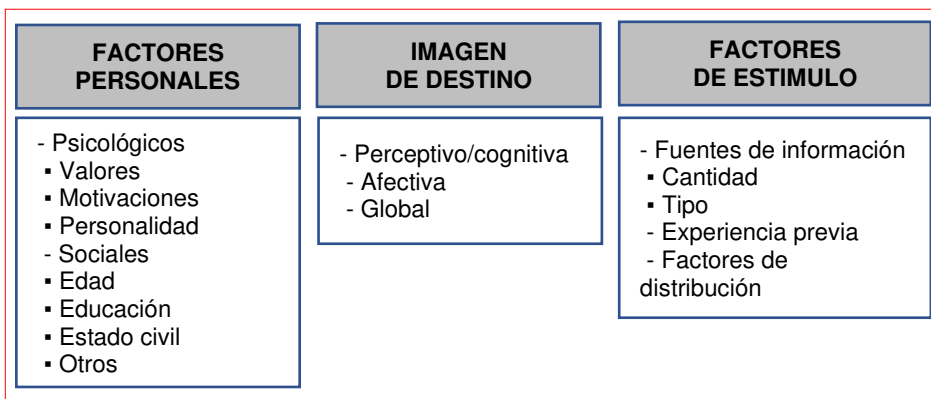 FACTORES
PERSONALES
- Psicológicos
▪ Valores
▪ Motivaciones
▪ Personalidad
- Sociales
▪ Edad
▪ Educación
▪ Estado civil
▪ Otros
IMAGEN
DE DESTINO
- Perceptivo/cognitiva
- Afectiva
- Global
FACTORES
DE ESTIMULO
- Fuentes de información
▪ Cantidad
▪ Tipo
- Experiencia previa
- Factores de
distribución